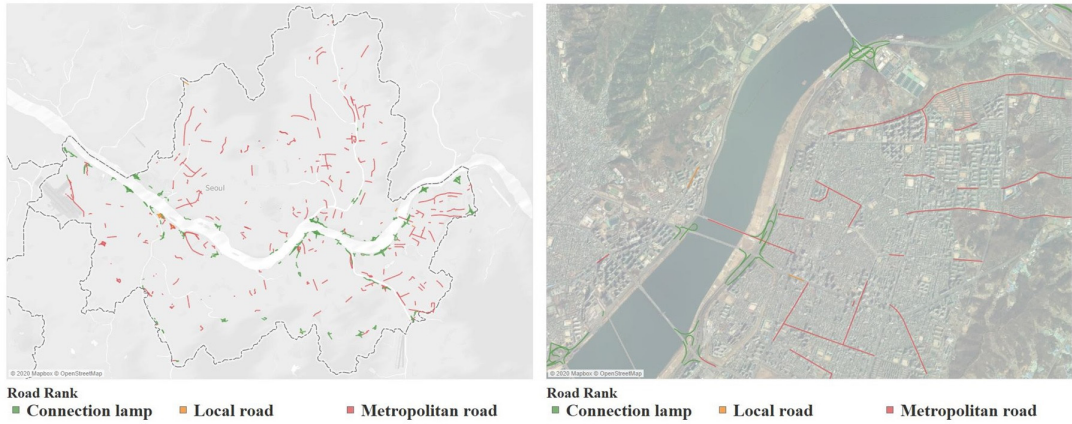 Seoul
© 2020 Mapbox © OpenStreetMap
Road Rank
Connection lamp Local road Metropolitan road
© 2020 Mapbox © OpenStreetMap
Road Rank
Connection lamp Local road Metropolitan road